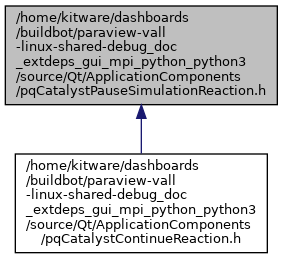 /home/kitware/dashboards
/buildbot/paraview-vall
-linux-shared-debug_doc
_extdeps_gui_mpi_python_python3
/source/Qt/ApplicationComponents
/pqCatalystPauseSimulationReaction.h
/home/kitware/dashboards
/buildbot/paraview-vall
-linux-shared-debug_doc
_extdeps_gui_mpi_python_python3
/source/Qt/ApplicationComponents
/pqCatalystContinueReaction.h